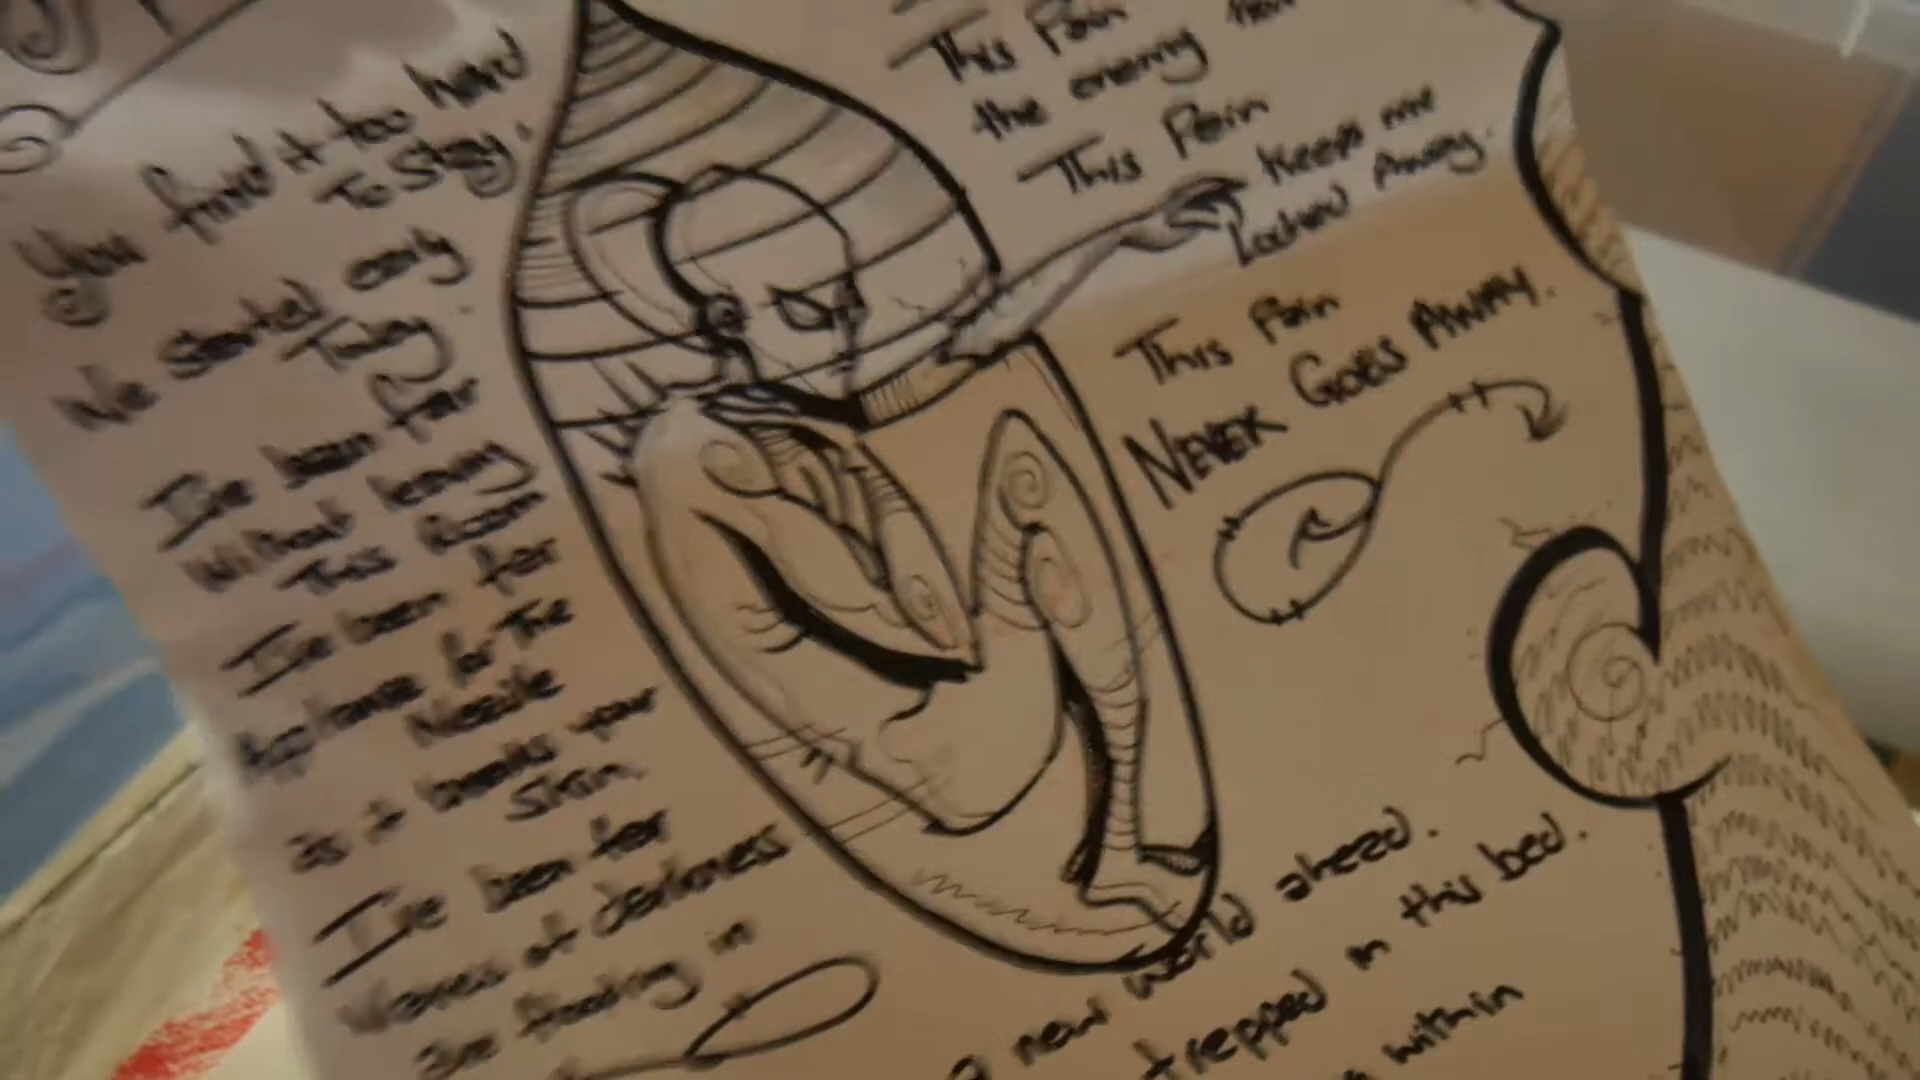 You find it too hard
To Stay.
We started only
Today.
I've been far
Without leaving
This Room
I've been far
for The
Needle
as it breaks your
Skin.
I've been far
Waves of darkness
are flooding in
This Pain
the enemy
This Pain
Keeps me
Locked Away.
This Pain
NEVER GOES AWAY.
a new world ahead.
trapped in this bed.
within